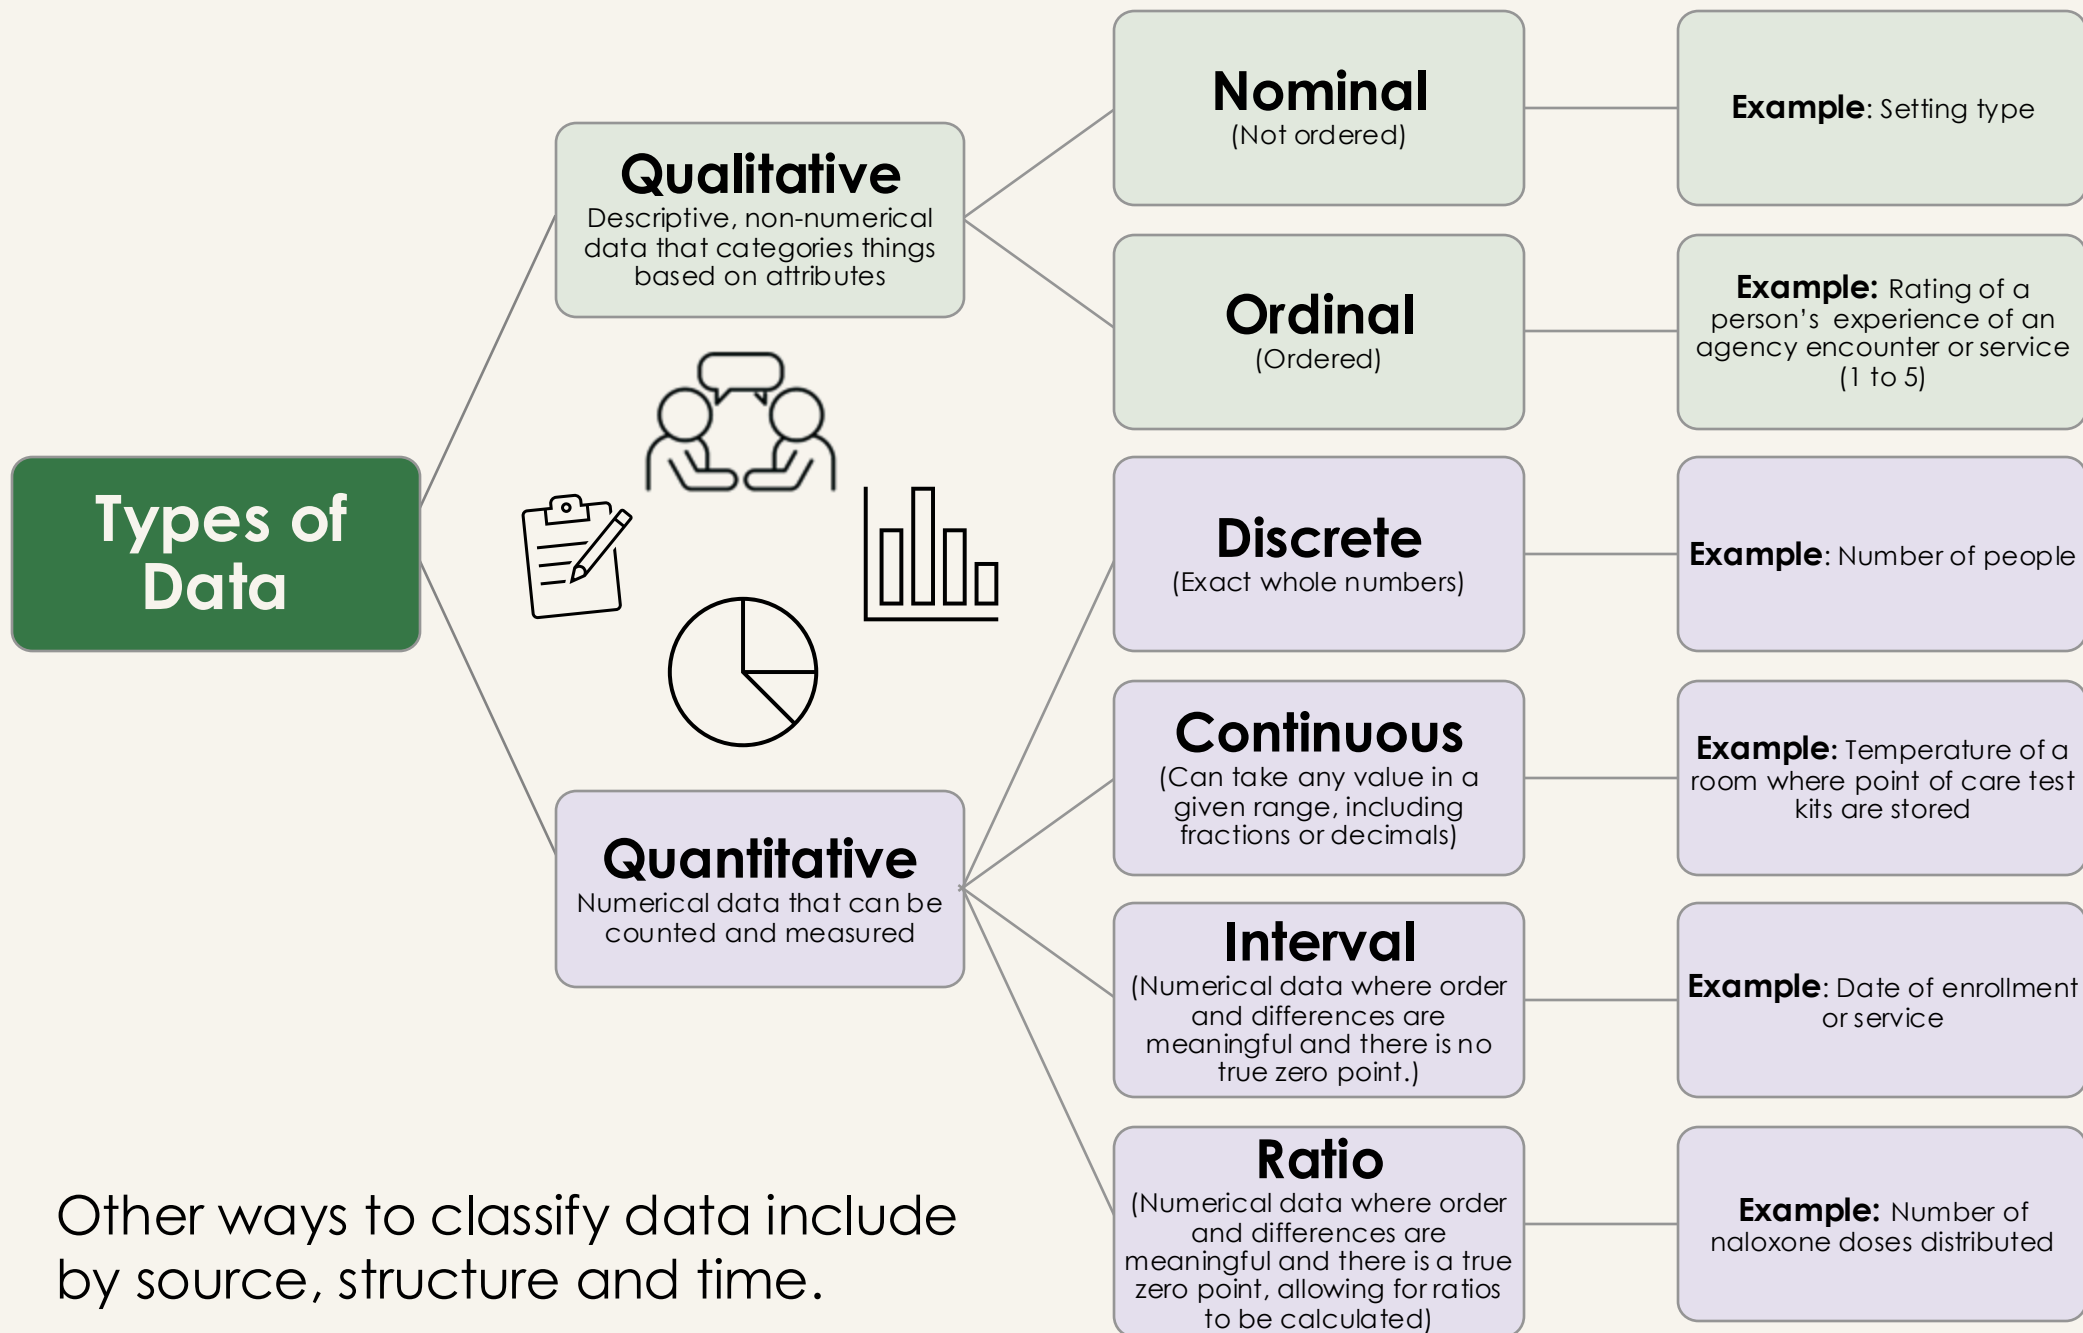 Types of
Data
Qualitative
Descriptive, non-numerical
data that categories things
based on attributes
Quantitative
Numerical data that can be
counted and measured
Nominal
(Not ordered)
Example: Setting type
Ordinal
(Ordered)
Example: Rating of a
person’s experience of an
agency encounter or service
(1 to 5)
Discrete
(Exact whole numbers)
Example: Number of people
Continuous
(Can take any value in a
given range, including
fractions or decimals)
Example: Temperature of a
room where point of care test
kits are stored
Interval
(Numerical data where order
and differences are
meaningful and there is no
true zero point.)
Example: Date of enrollment
or service
Ratio
(Numerical data where order
and differences are
meaningful and there is a true
zero point, allowing for ratios
to be calculated)
Example: Number of
naloxone doses distributed
Other ways to classify data include
by source, structure and time.